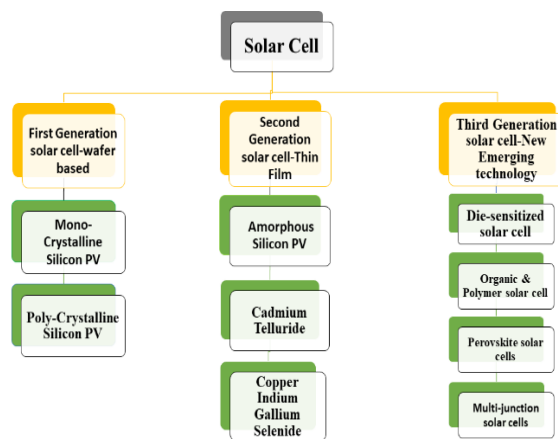 Solar Cell
First Generation
solar cell-wafer
based
Mono-
Crystalline
Silicon PV
Poly-Crystalline
Silicon PV
Second
Generation
solar cell-Thin
Film
Amorphous
Silicon PV
Cadmium
Telluride
Copper
Indium
Gallium
Selenide
Third Generation
solar cell-New
Emerging
technology
Die-sensitized
solar cell
Organic &
Polymer solar cell
Perovskite solar
cells
Multi-junction
solar cells